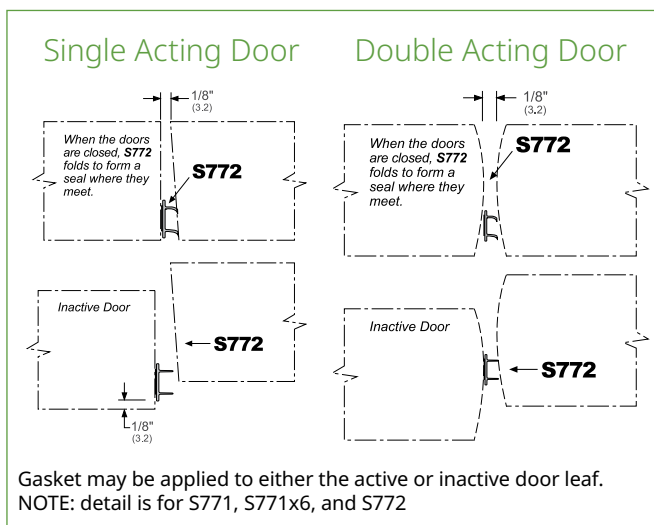 Single Acting Door
1/8"
(3.2)
When the doors
are closed, S772
folds to form a
seal where they
meet.
S772
Inactive Door
S772
1/8"
(3.2)
Double Acting Door
1/8"
(3.2)
When the doors
are closed, S772
folds to form a
seal where they
meet.
S772
Inactive Door
S772
Gasket may be applied to either the active or inactive door leaf.
NOTE: detail is for S771, S771x6, and S772